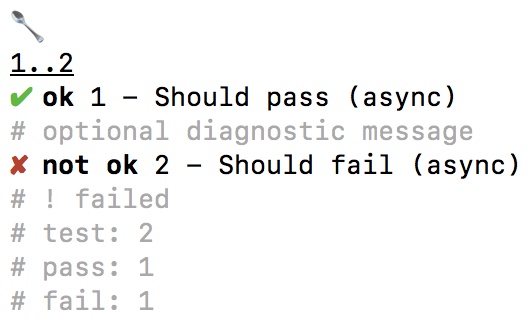 🥄
1..2
✔ ok 1 – Should pass (async)
# optional diagnostic message
✘ not ok 2 – Should fail (async)
# ! failed
# test: 2
# pass: 1
# fail: 1